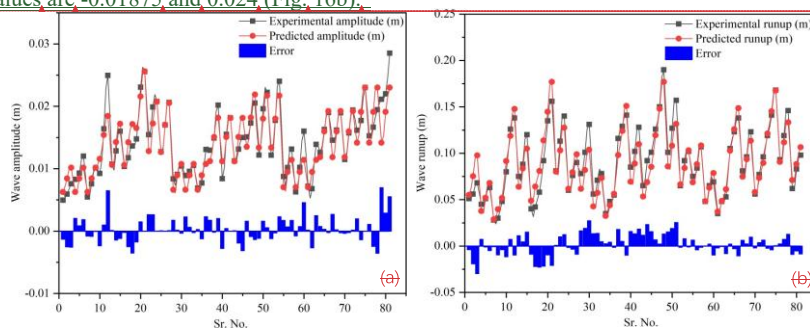 values are -0.01875 and 0.024 (Fig. 16b).
Experimental amplitude (m)
Predicted amplitude (m)
Error
Wave amplitude (m)
0.03
0.02
0.01
0.00
-0.01
1 10 20 30 40 50 60 70 80
Sr. No.
(a)
Experimental runup (m)
Predicted runup (m)
Error
Wave runup (m)
0.25
0.20
0.15
0.10
0.05
0.00
-0.05
1 10 20 30 40 50 60 70 80
Sr. No.
(b)